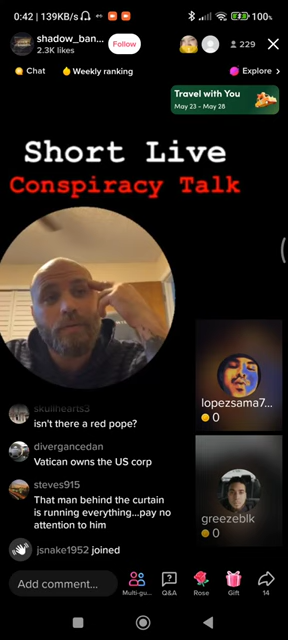 0:42 | 139KB/s
100%
shadow_ban...
2.3K likes
Follow
229
Chat
Weekly ranking
Explore >
Travel with You
May 23 - May 28
Short Live
Conspiracy Talk
skullhearts3
isn't there a red pope?
divergancedan
Vatican owns the US corp
steves915
That man behind the curtain
is running everything...pay no
attention to him
jsnake1952 joined
lopezsama7...
0
greezeblk
0
Add comment...
Multi-gu...
Q&A
Rose
Gift
14